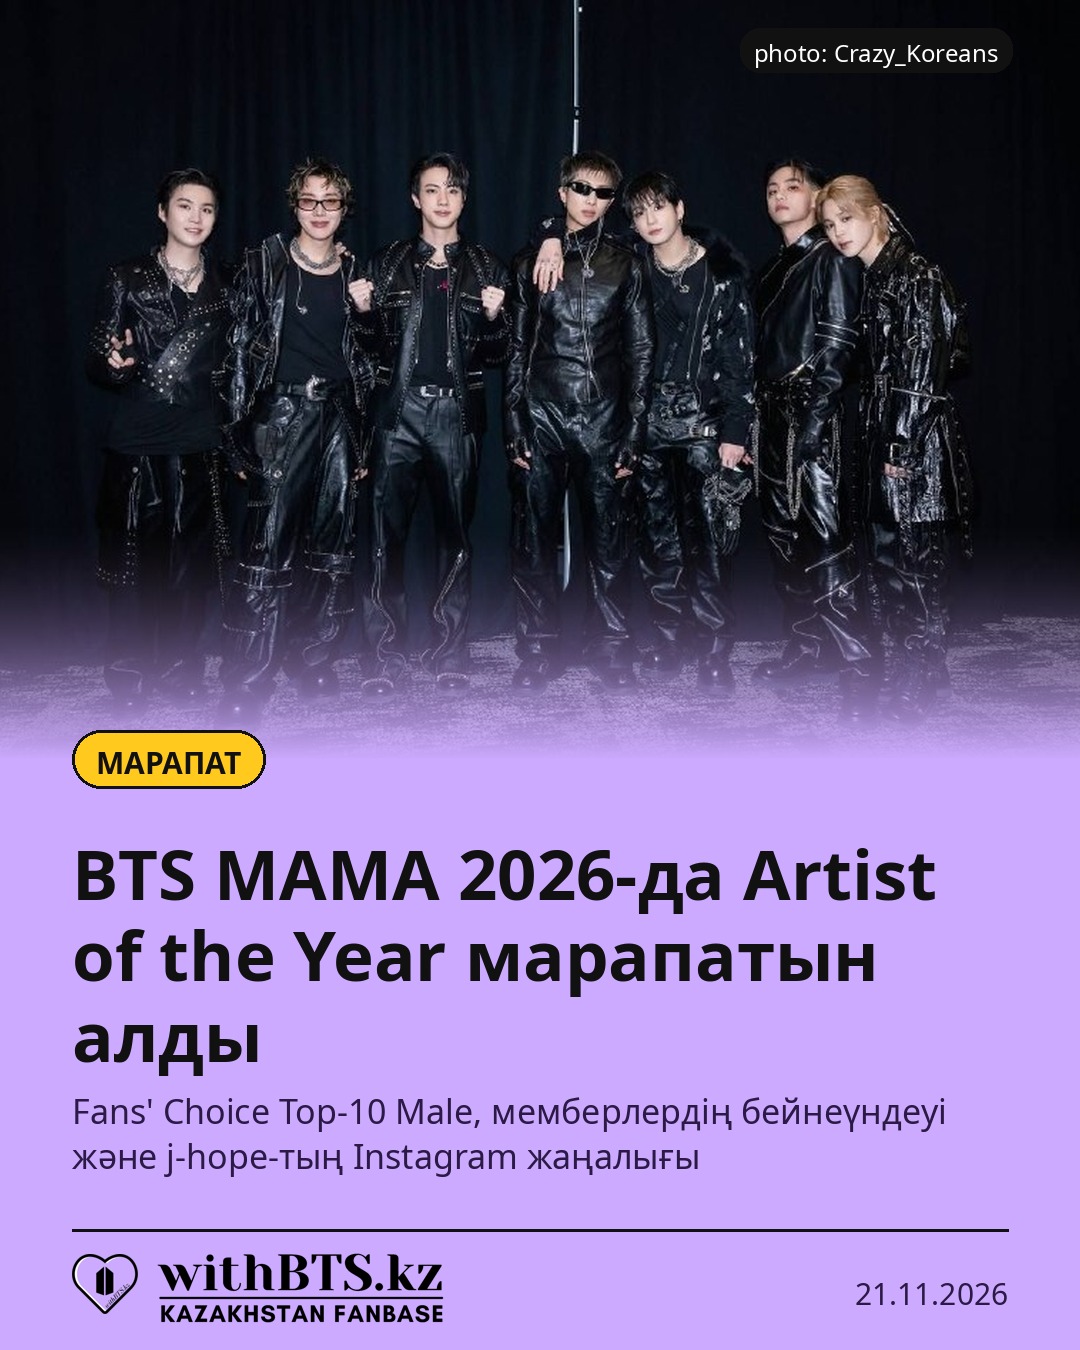 photo: Crazy_Koreans
МАРАПАТ
BTS MAMA 2026-да Artist
of the Year марапатын
алды
Fans' Choice Top-10 Male, мемберлердің бейнеүндеуі
және j-hope-тың Instagram жаңалығы
withBTS.kz
KAZAKHSTAN FANBASE
21.11.2026